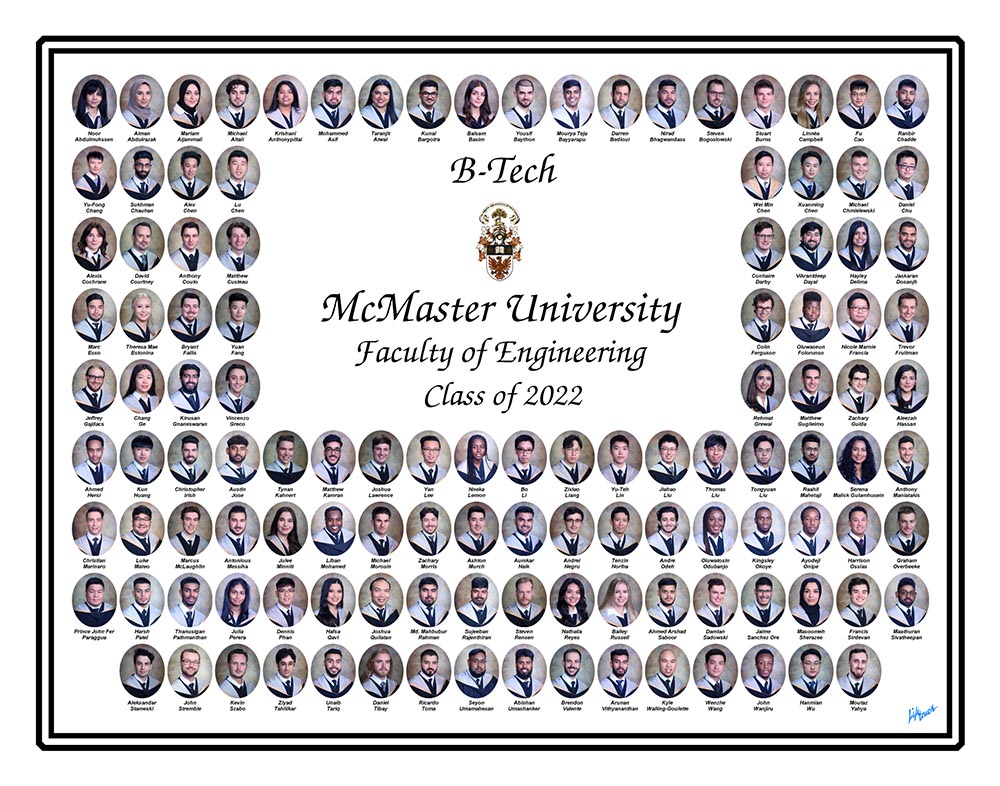 Noor Abdulmuhssen
Aiman Abdulrazak
Mariam Aljammali
Michael Altali
Krishani Anthonypillai
Mohammed Asif
Taranjit Atwal
Kunal Bargotra
Balsam Basim
Yousif Baython
Mourya Teja Bayyarapu
Darren Bedioui
Nirad Bhagwandass
Steven Bogoslowski
Stuart Burns
Linnéa Campbell
Fu Cao
Ranbir Chadde
B-Tech
Yu-Fong Chang
Sukhman Chauhan
Alex Chen
Lu Chen
Wei Min Chen
Xuanming Chen
Michael Chmielewski
Daniel Chu
Alexis Cochrane
David Courtney
Anthony Couto
Matthew Custeau
Conhaire Darby
Vikrantdeep Dayal
Hayley Delima
Jaskaran Dosanjh
McMaster University
Marc Esso
Theresa Mae Estonina
Bryant Failla
Yuan Fang
Colin Ferguson
Oluwaseun Folorunso
Nicole Marnie Francia
Trevor Fruitman
Faculty of Engineering
Class of 2022
Jeffrey Gajdacs
Chang Ge
Kirusan Gnaneswaran
Vincenzo Greco
Rehmat Grewal
Matthew Guglielmo
Zachary Guida
Aleezah Hassan
Ahmed Hersi
Kun Huang
Christopher Irish
Austin Jose
Tynan Kahnert
Matthew Kamran
Joshua Lawrence
Yan Lee
Nneka Lemon
Bo Li
Zixiao Liang
Yu-Teh Lin
Jiahao Liu
Thomas Liu
Tongyuan Liu
Raahil Mahetaji
Serena Malick Gulamhusein
Anthony Maniatakis
Christian Marinaro
Luke Mateo
Marcus McLaughlin
Antonious Messiha
Julee Minnitt
Liban Mohamed
Michael Morosin
Zachary Morris
Ashton Murch
Aumkar Naik
Andrei Negru
Tenzin Northa
Andre Odeh
Oluwatosin Odubanjo
Kingsley Okoye
Ayodeji Onipe
Harrison Ossias
Graham Overbeeke
Prince John Fer Paraggua
Harsh Patel
Thanusigan Pathmanthan
Julia Perera
Dennis Phan
Hafsa Qavi
Joshua Quilatan
Md. Mahbubur Rahman
Sujeeban Rajenthiran
Steven Rensen
Nathalia Reyes
Bailey Russell
Ahmed Arshad Saboor
Damian Sadowski
Jaime Sanchez Ore
Masoomeh Sherazee
Francis Sirdevan
Maathuran Sivatheepan
Aleksandar Stameski
John Stremble
Kevin Szabo
Ziyad Tahlilkar
Unaib Tariq
Daniel Tibay
Ricardo Toma
Seyon Umamahesan
Abishan Umashanker
Brendon Valente
Arunan Vithyananthan
Kyle Walling-Goulette
Wenzhe Wang
John Wanjiru
Hanmian Wu
Moutaz Yahya